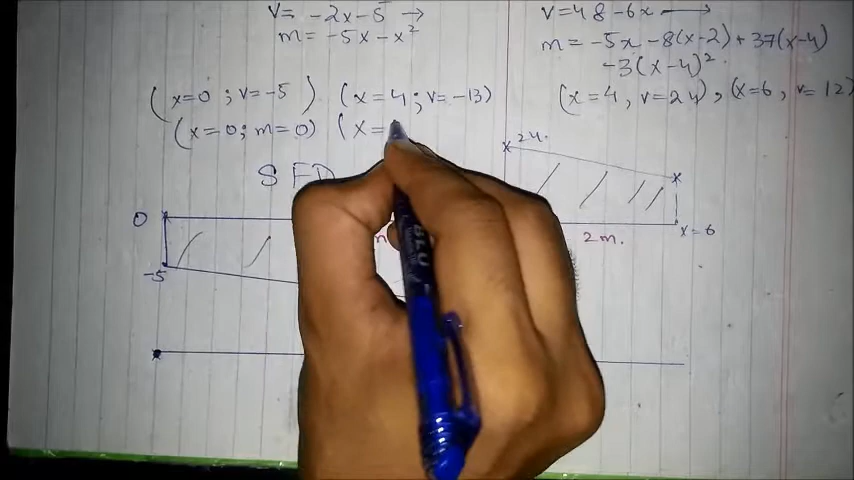 V= -2x-5 →
m= -5x-x²
V=48-6x →
m= -5x-8(x-2)+37(x-4)
-3(x-4)²
(x=0 ; v=-5) (x=4; v=-13)
(x=4, v=24), (x=6, v=12)
(x=0; m=0) (x=
SFD
24
0
-5
2m.
x=6